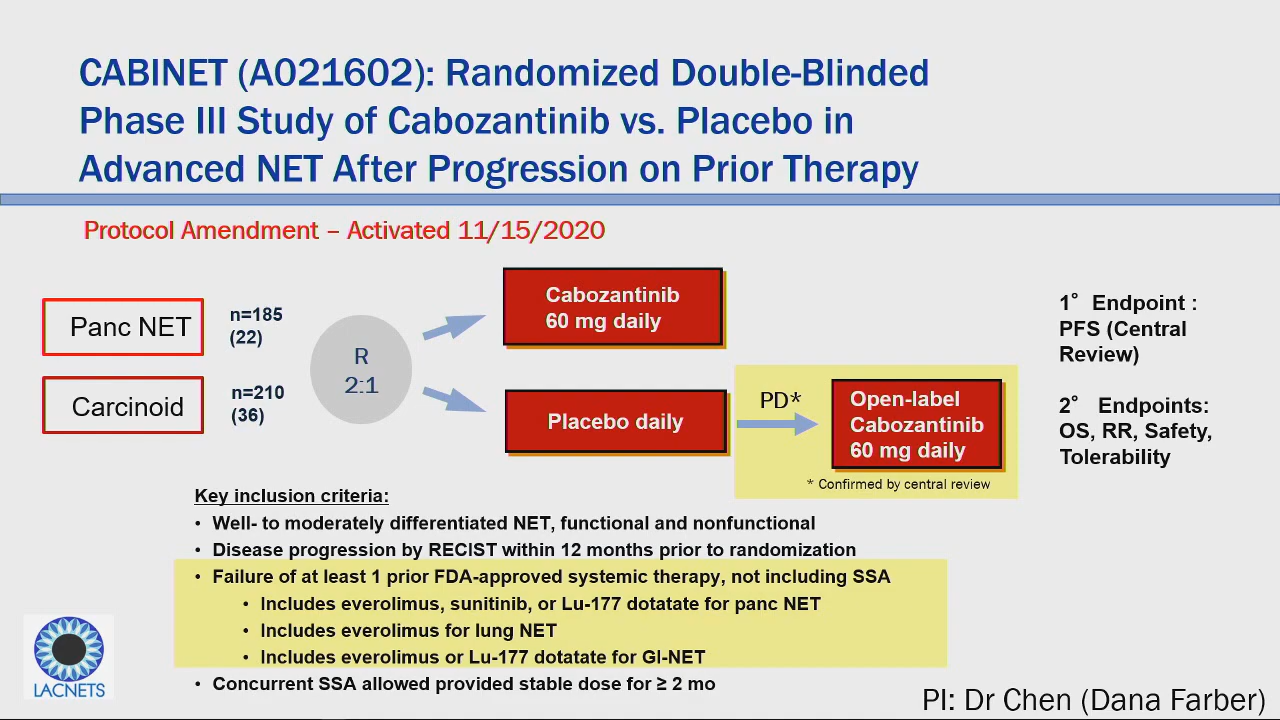 CABINET (A021602): Randomized Double-Blinded
Phase III Study of Cabozantinib vs. Placebo in
Advanced NET After Progression on Prior Therapy
Protocol Amendment – Activated 11/15/2020
Panc NET
n=185
(22)
Carcinoid
n=210
(36)
R
2:1
Cabozantinib
60 mg daily
Placebo daily
PD*
Open-label
Cabozantinib
60 mg daily
* Confirmed by central review
1° Endpoint :
PFS (Central
Review)
2° Endpoints:
OS, RR, Safety,
Tolerability
Key inclusion criteria:
• Well- to moderately differentiated NET, functional and nonfunctional
• Disease progression by RECIST within 12 months prior to randomization
• Failure of at least 1 prior FDA-approved systemic therapy, not including SSA
• Includes everolimus, sunitinib, or Lu-177 dotatate for panc NET
• Includes everolimus for lung NET
• Includes everolimus or Lu-177 dotatate for GI-NET
• Concurrent SSA allowed provided stable dose for ≥ 2 mo
LACNETS
PI: Dr Chen (Dana Farber)